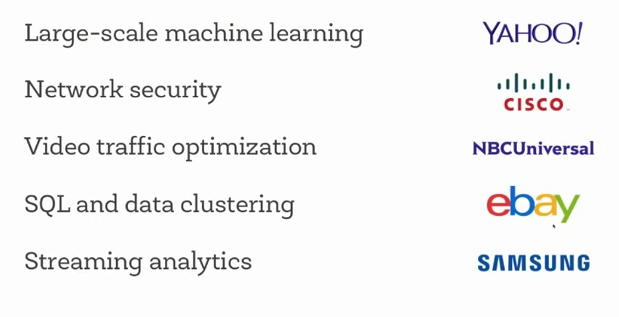 Large-scale machine learning YAHOO!
Network security CISCO
Video traffic optimization NBCUniversal
SQL and data clustering ebay
Streaming analytics SAMSUNG